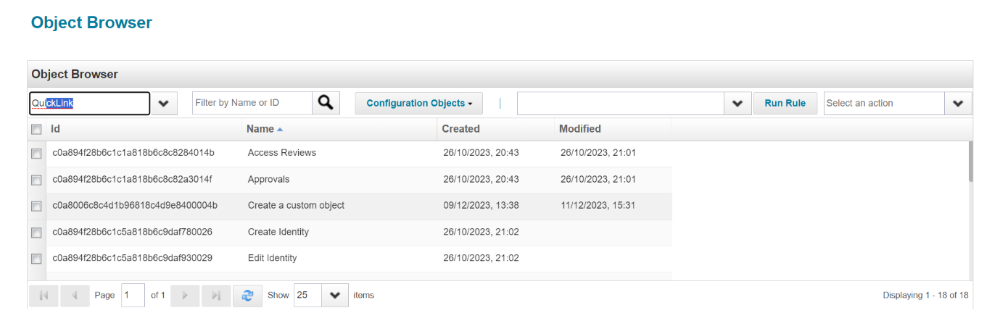 Object Browser
Object Browser
QuickLink Filter by Name or ID Configuration Objects Run Rule Select an action
Id Name Created Modified
c0a894f28b6c1c1a818b6c8c8284014b Access Reviews 26/10/2023, 20:43 26/10/2023, 21:01
c0a894f28b6c1c1a818b6c8c82a3014f Approvals 26/10/2023, 20:43 26/10/2023, 21:01
c0a8006c8c4d1b96818c4d9e8400004b Create a custom object 09/12/2023, 13:38 11/12/2023, 15:31
c0a894f28b6c1c5a818b6c9daf780026 Create Identity 26/10/2023, 21:02
c0a894f28b6c1c5a818b6c9daf930029 Edit Identity 26/10/2023, 21:02
Page 1 of 1 Show 25 items Displaying 1 - 18 of 18